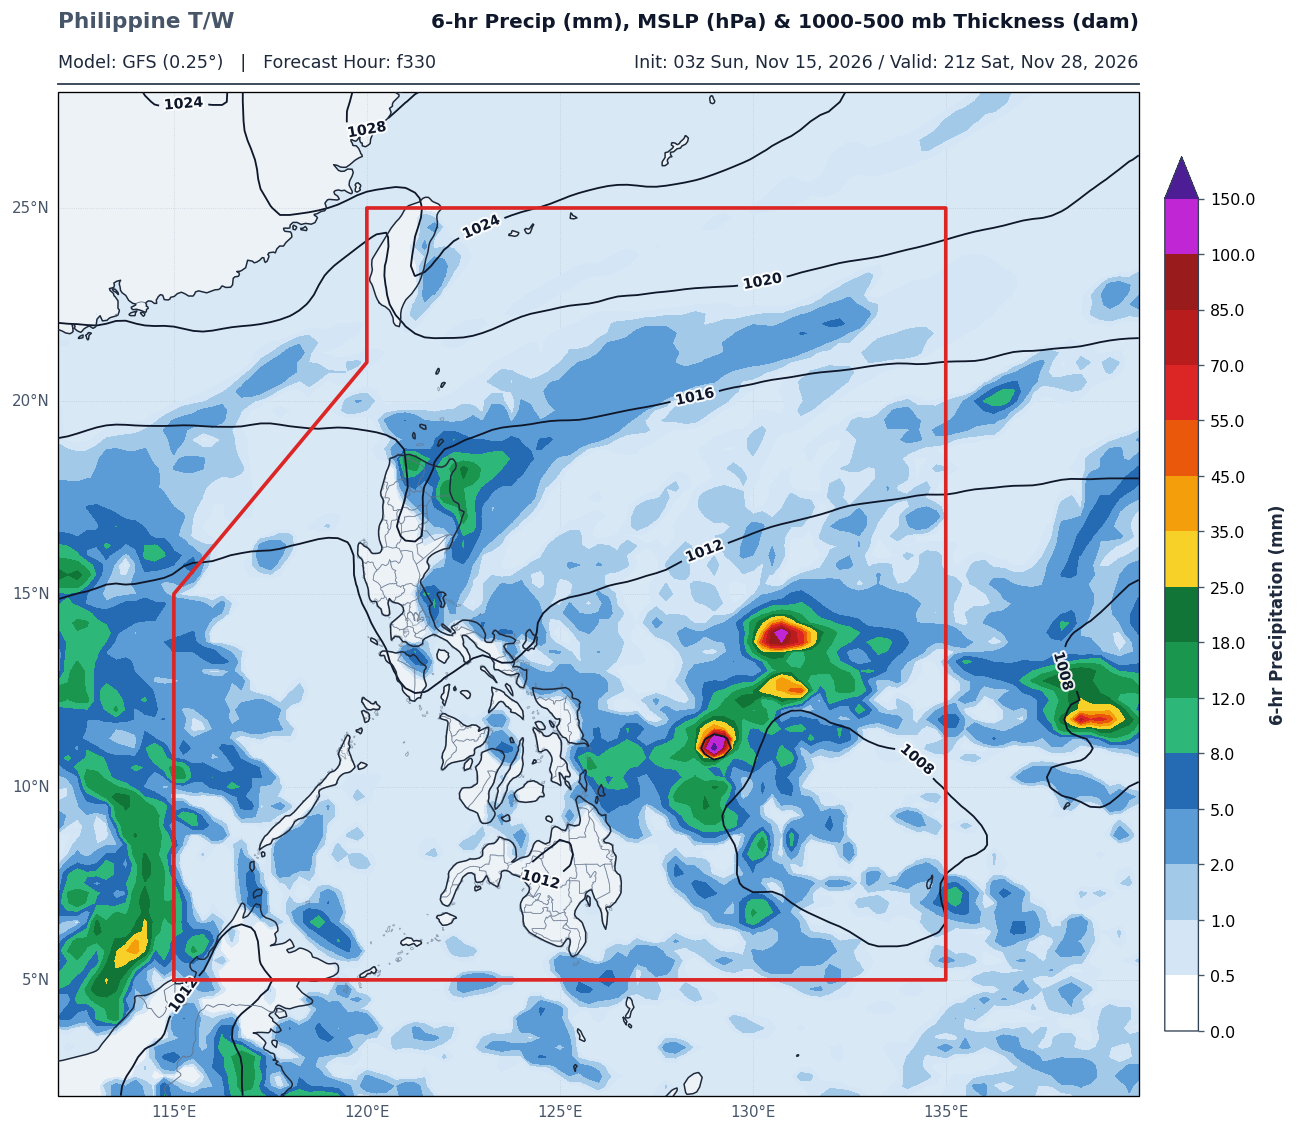 Philippine T/W
6-hr Precip (mm), MSLP (hPa) & 1000-500 mb Thickness (dam)
Model: GFS (0.25°) | Forecast Hour: f330
Init: 03z Sun, Nov 15, 2026 / Valid: 21z Sat, Nov 28, 2026
1024
1028
1024
1020
1016
1012
1008
1008
1012
1012
25°N
20°N
15°N
10°N
5°N
115°E
120°E
125°E
130°E
135°E
150.0
100.0
85.0
70.0
55.0
45.0
35.0
25.0
18.0
12.0
8.0
5.0
2.0
1.0
0.5
0.0
6-hr Precipitation (mm)